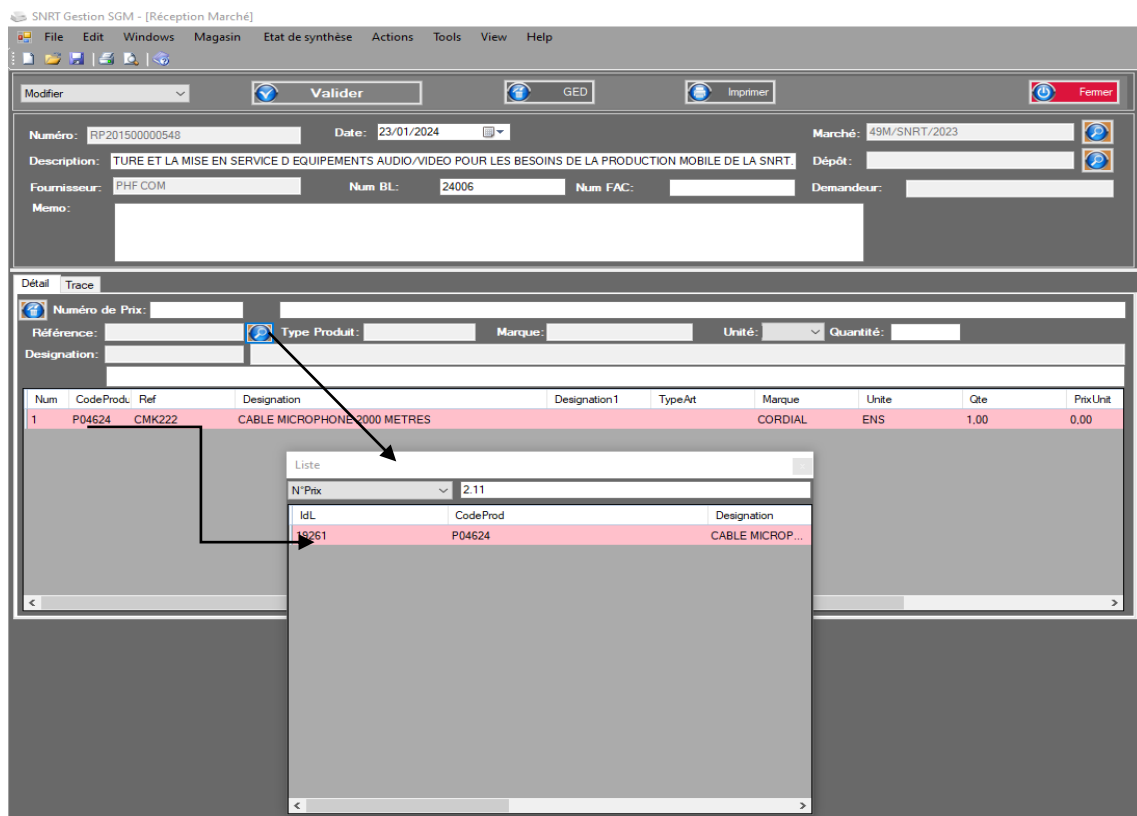 SNRT Gestion SGM - [Réception Marché]
File Edit Windows Magasin Etat de synthèse Actions Tools View Help
Modifier Valider GED Imprimer Fermer
Numéro: RP201500000548 Date: 23/01/2024 Marché: 49M/SNRT/2023
Description: TURE ET LA MISE EN SERVICE D EQUIPEMENTS AUDIO/VIDEO POUR LES BESOINS DE LA PRODUCTION MOBILE DE LA SNRT. Dépôt:
Fournisseur: PHF COM Num BL: 24006 Num FAC: Demandeur:
Memo:
Détail Trace
Numéro de Prix:
Référence: Type Produit: Marque: Unité: Quantité:
Designation:
Num CodeProdu Ref Designation Designation1 TypeArt Marque Unite Qte PrixUnit
1 P04624 CMK222 CABLE MICROPHONE 2000 METRES CORDIAL ENS 1,00 0,00
Liste
N°Prix 2.11
IdL CodeProd Designation
19261 P04624 CABLE MICROP...